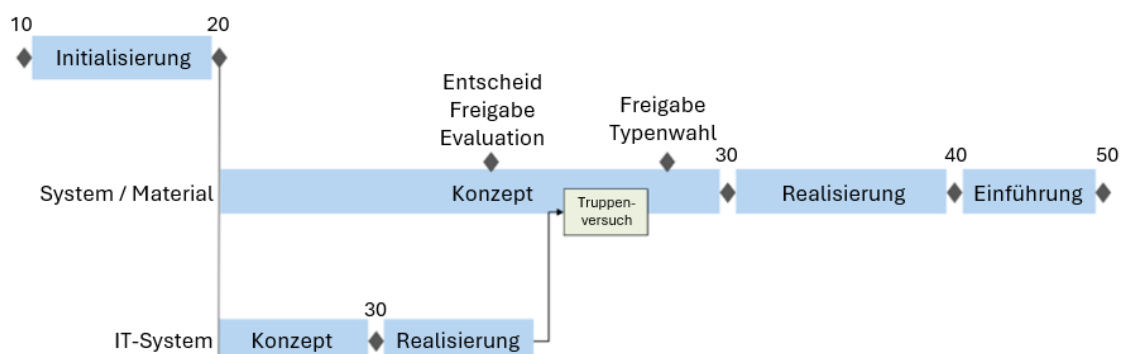 10
20
Initialisierung
Entscheid
Freigabe
Evaluation
Freigabe
Typenwahl
30
40
50
System / Material
Konzept
Realisierung
Einführung
Truppen-
versuch
30
IT-System
Konzept
Realisierung